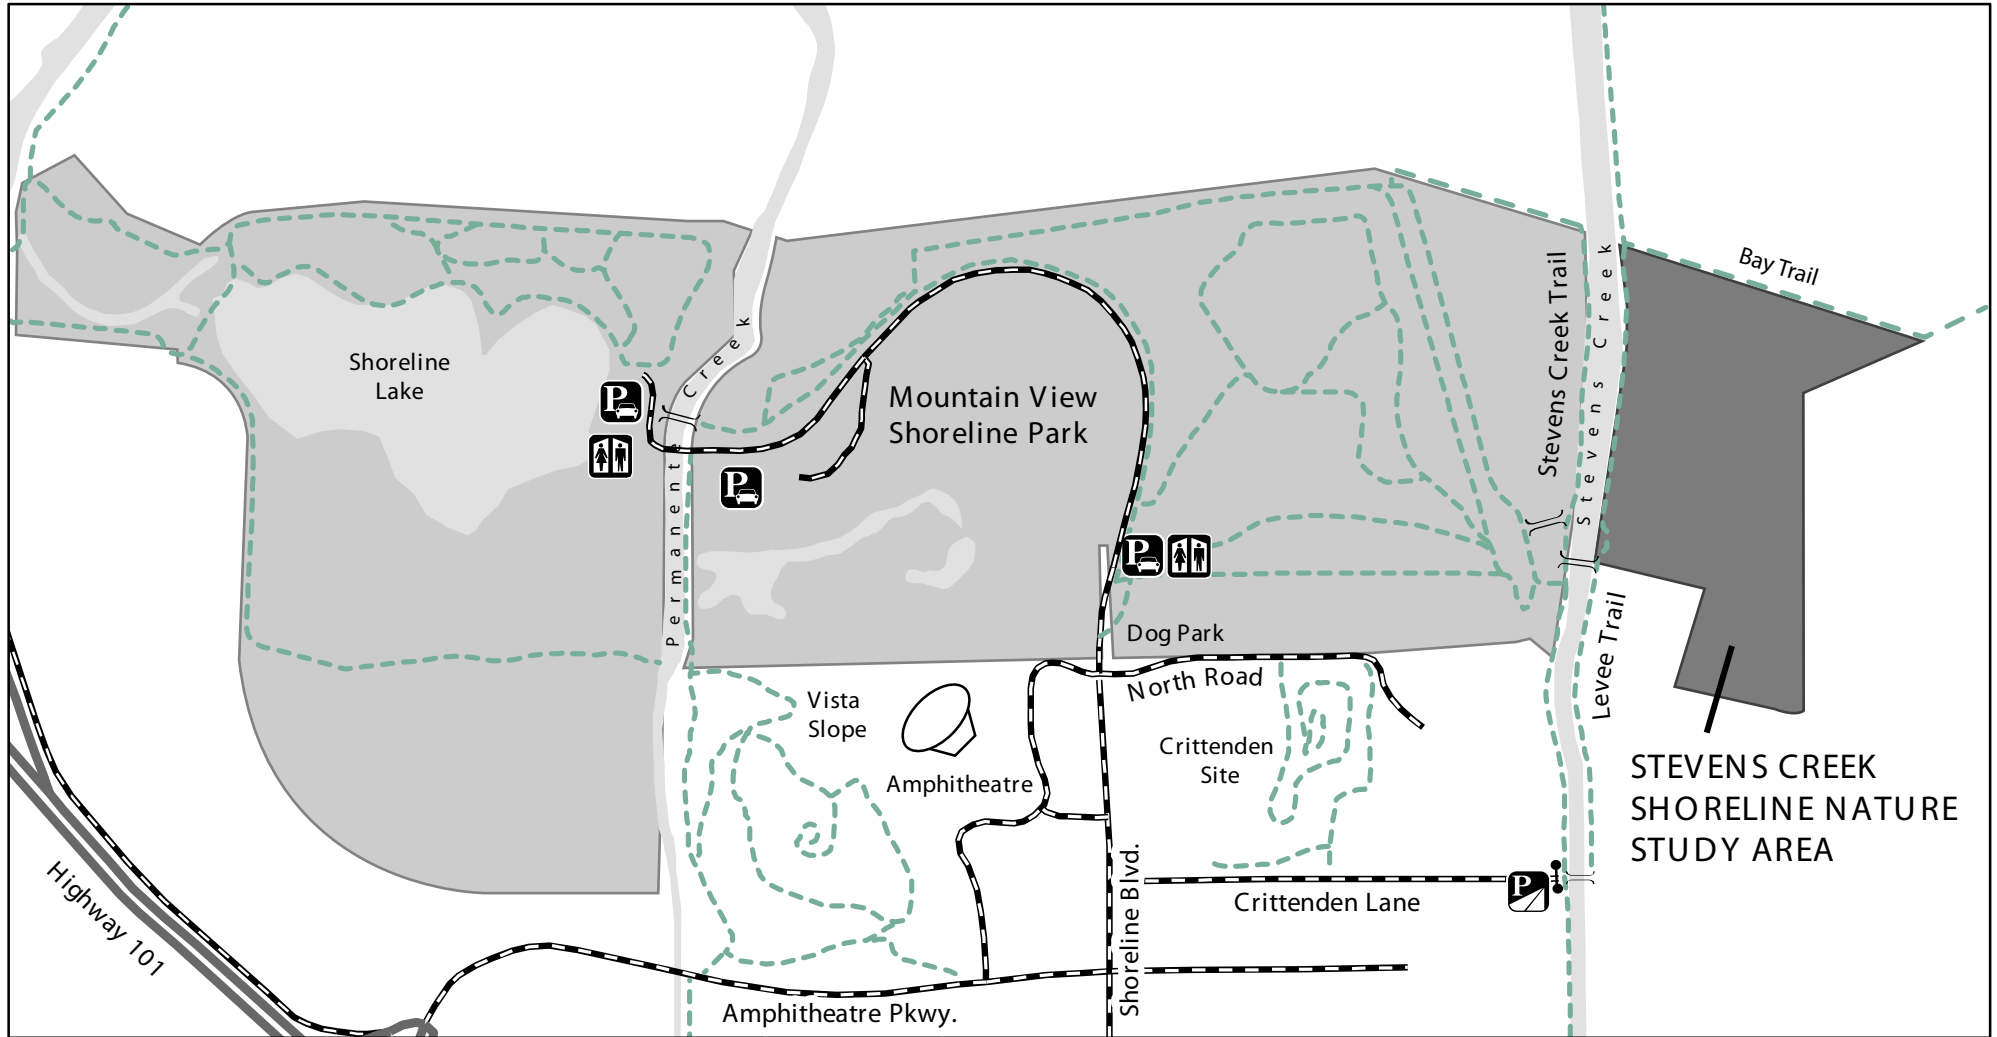 Bay Trail
Stevens Creek Trail
Stevens Creek
Creek
Shoreline
Lake
P
Mountain View
Shoreline Park
P
Permanente
P
Dog Park
North Road
Levee Trail
Vista
Slope
Amphitheatre
Crittenden
Site
STEVENS CREEK
SHORELINE NATURE
STUDY AREA
Highway 101
Shoreline Blvd.
P
Crittenden Lane
Amphitheatre Pkwy.